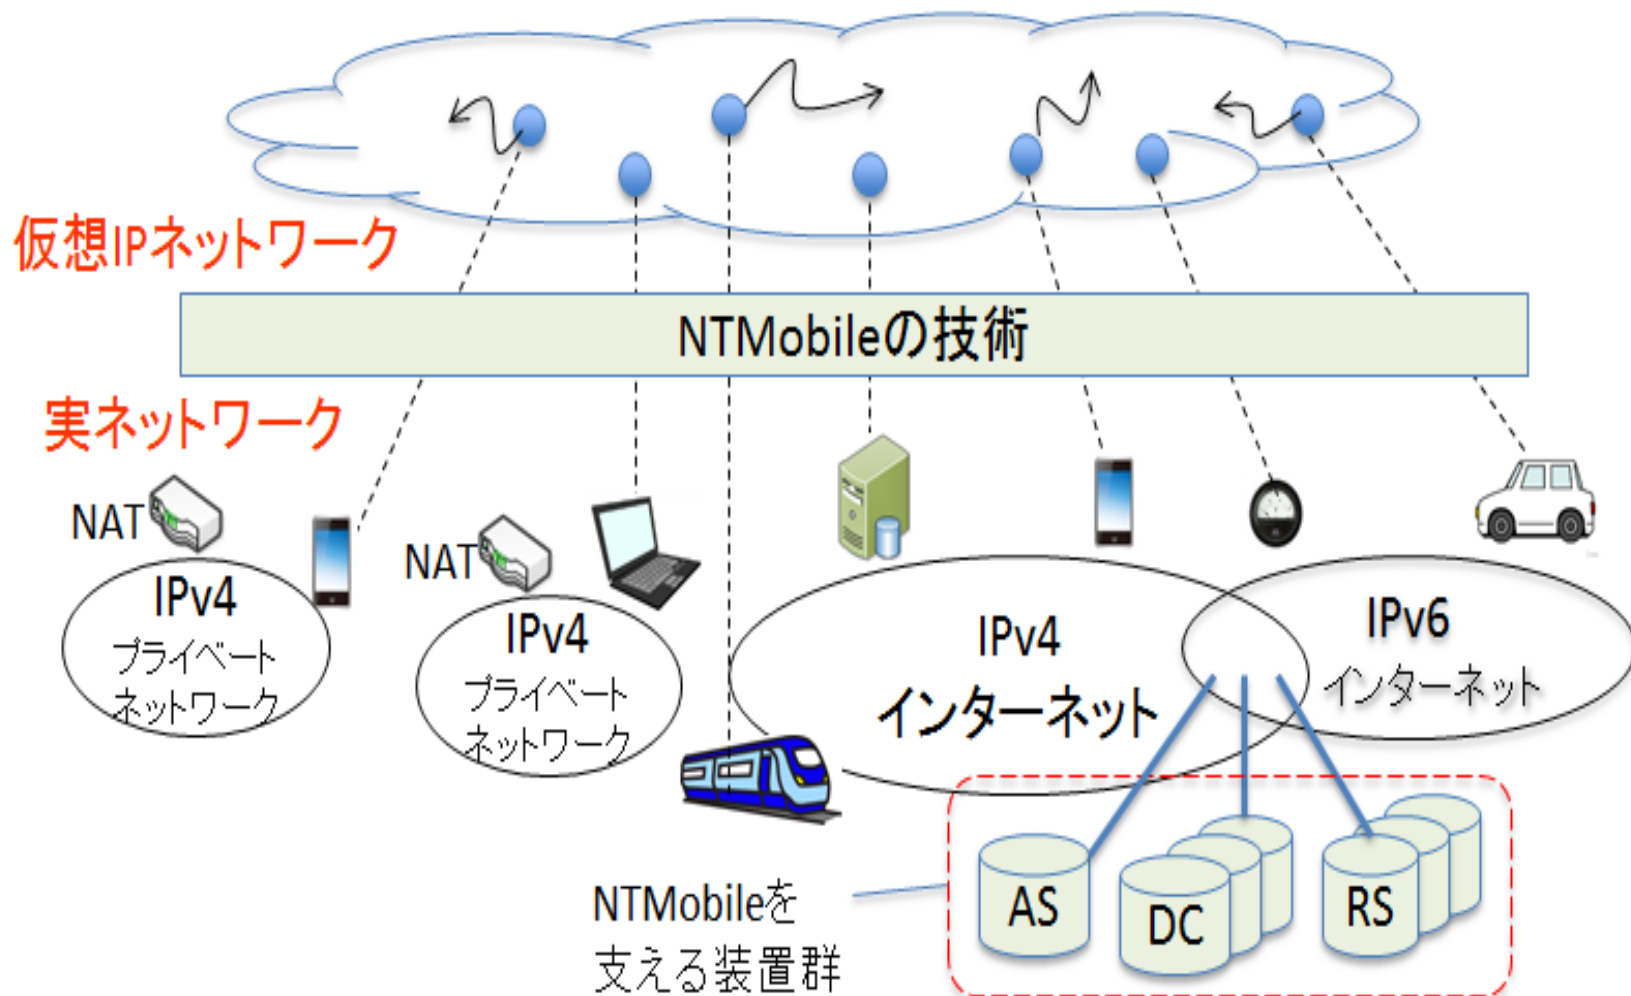 仮想IPネットワーク
NTMobileの技術
実ネットワーク
NAT
IPv4
プライベート
ネットワーク
NAT
IPv4
プライベート
ネットワーク
IPv4
インターネット
IPv6
インターネット
NTMobileを
支える装置群
AS
DC
RS